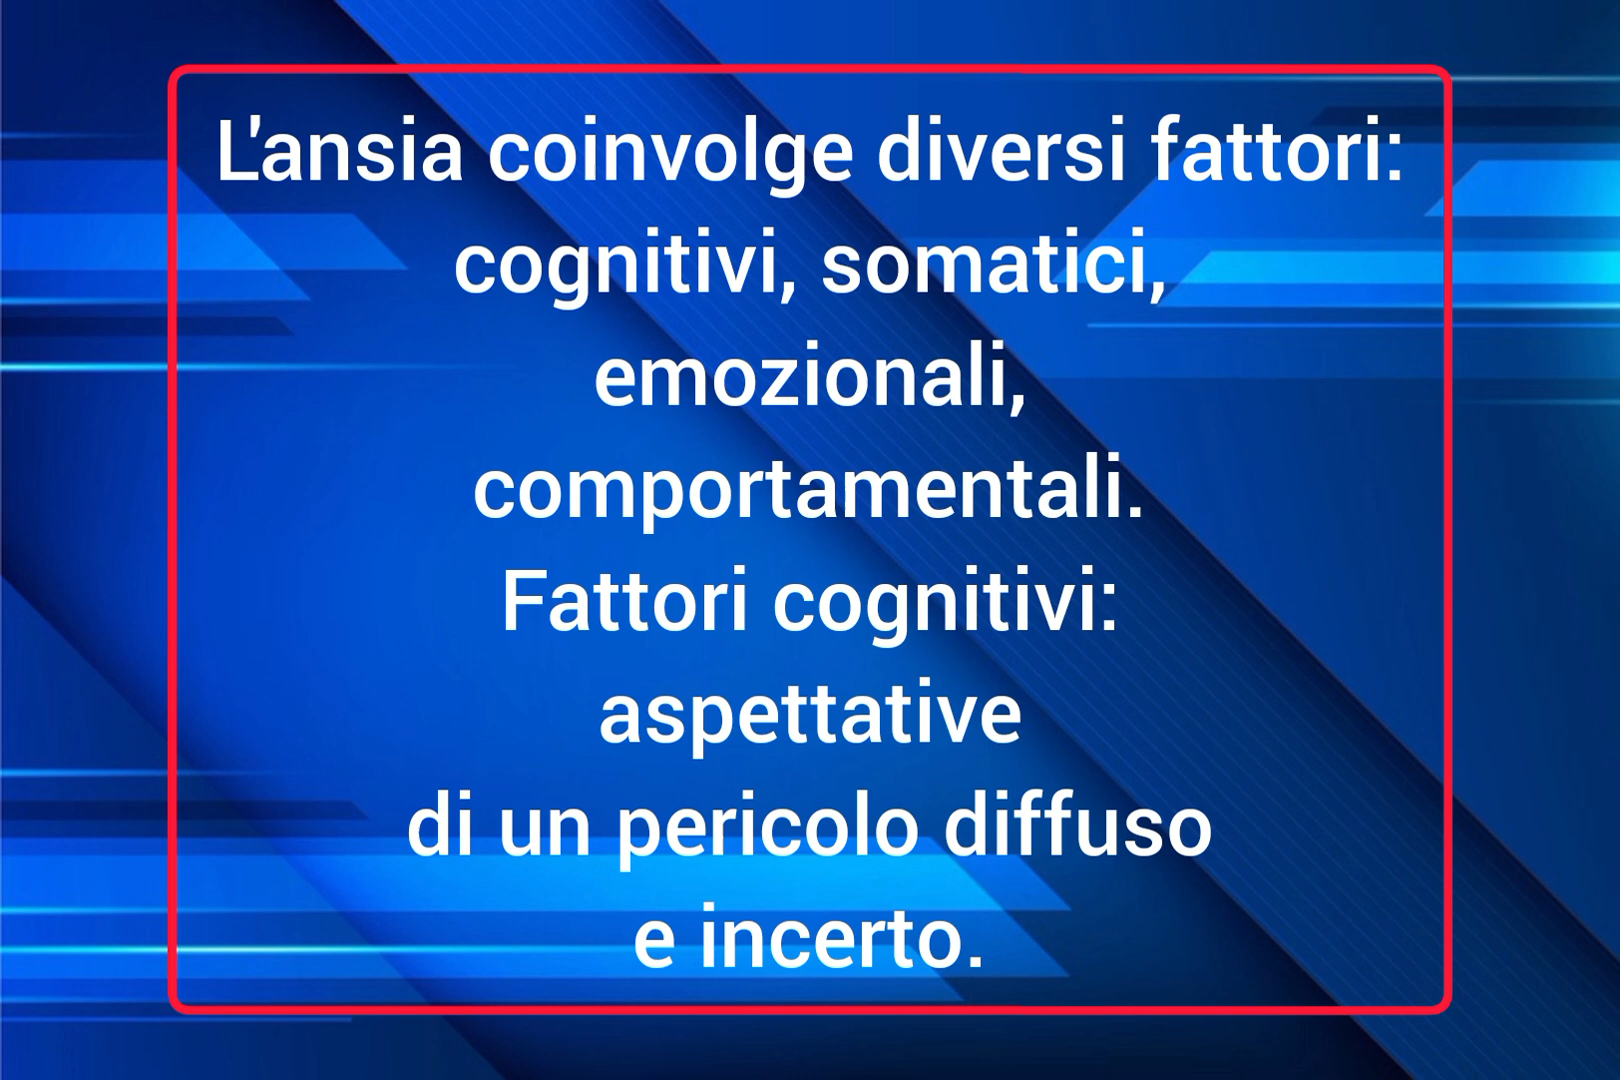 L'ansia coinvolge diversi fattori:
cognitivi, somatici,
emozionali,
comportamentali.
Fattori cognitivi:
aspettative
di un pericolo diffuso
e incerto.